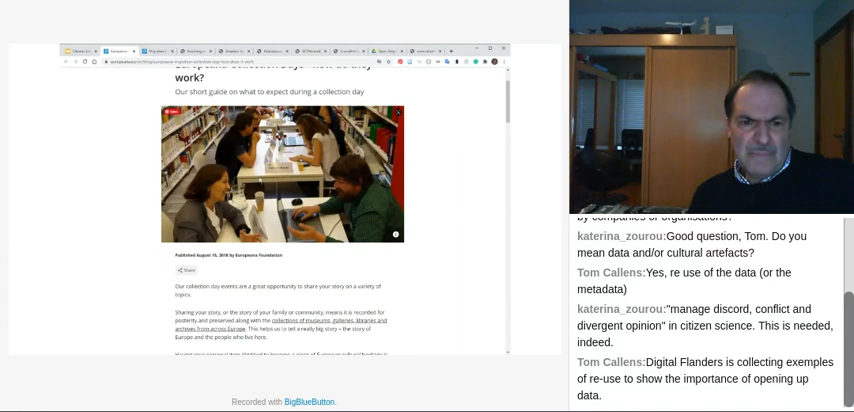 work?
Our short guide on what to expect during a collection day
Save
Published August 15, 2018 by Europeana Foundation
Share
Our collection day events are a great opportunity to share your story on a variety of
topics.
Sharing your story, or the story of your family or community, means it is recorded for
posterity and preserved along with the collections of museums, galleries, libraries and
archives from across Europe. This helps us to tell a really big story – the story of
Europe and the people who live here.
Recorded with BigBlueButton.
by companies or organisations?
katerina_zourou:Good question, Tom. Do you
mean data and/or cultural artefacts?
Tom Callens:Yes, re use of the data (or the
metadata)
katerina_zourou:"manage discord, conflict and
divergent opinion" in citizen science. This is needed,
indeed.
Tom Callens:Digital Flanders is collecting examples
of re-use to show the importance of opening up
data.